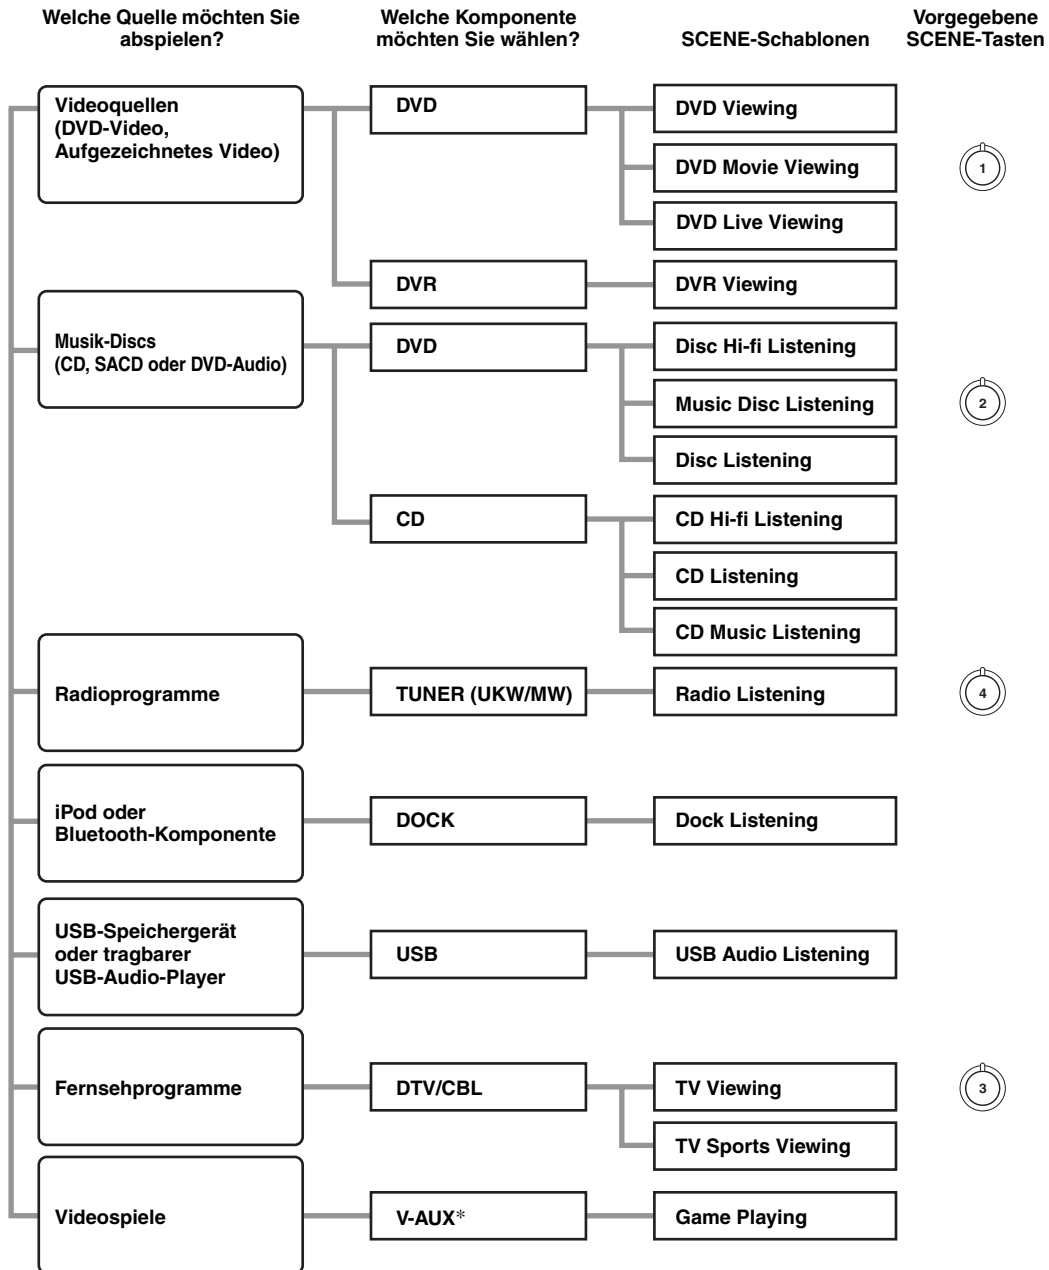 Welche Quelle möchten Sie
abspielen?
Welche Komponente
möchten Sie wählen?
SCENE-Schablonen
Vorgegebene
SCENE-Tasten
Videoquellen
(DVD-Video,
Aufgezeichnetes Video)
DVD
DVD Viewing
DVD Movie Viewing
1
DVD Live Viewing
DVR
DVR Viewing
Musik-Discs
(CD, SACD oder DVD-Audio)
DVD
Disc Hi-fi Listening
Music Disc Listening
2
Disc Listening
CD
CD Hi-fi Listening
CD Listening
CD Music Listening
Radioprogramme
TUNER (UKW/MW)
Radio Listening
4
iPod oder
Bluetooth-Komponente
DOCK
Dock Listening
USB-Speichergerät
oder tragbarer
USB-Audio-Player
USB
USB Audio Listening
Fernsehprogramme
DTV/CBL
TV Viewing
3
TV Sports Viewing
Videospiele
V-AUX*
Game Playing